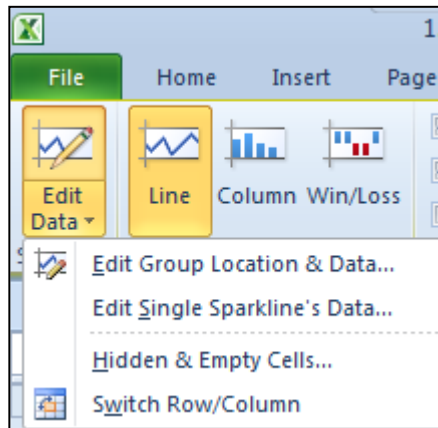 1
File Home Insert Page
Edit Data Line Column Win/Loss
Edit Group Location & Data...
Edit Single Sparkline's Data...
Hidden & Empty Cells...
Switch Row/Column